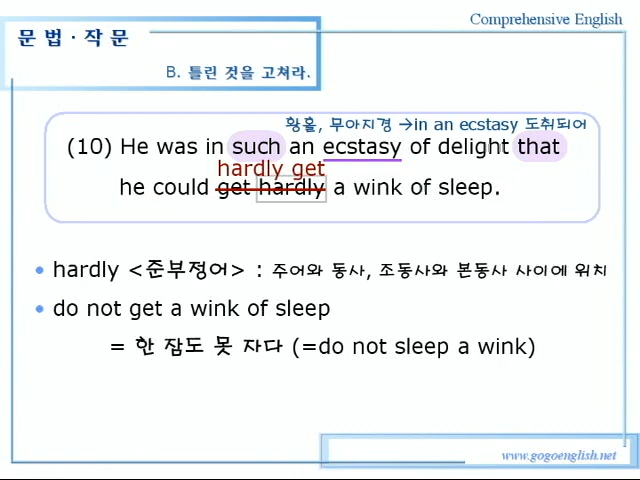 Comprehensive English
문 법 · 작 문
B. 틀린 것을 고쳐라.
황홀, 무아지경 →in an ecstasy 도취되어
(10) He was in such an ecstasy of delight that
hardly get
he could get hardly a wink of sleep.
• hardly <준부정어> : 주어와 동사, 조동사와 본동사 사이에 위치
• do not get a wink of sleep
= 한 잠도 못 자다 (=do not sleep a wink)
www.gogoenglish.net